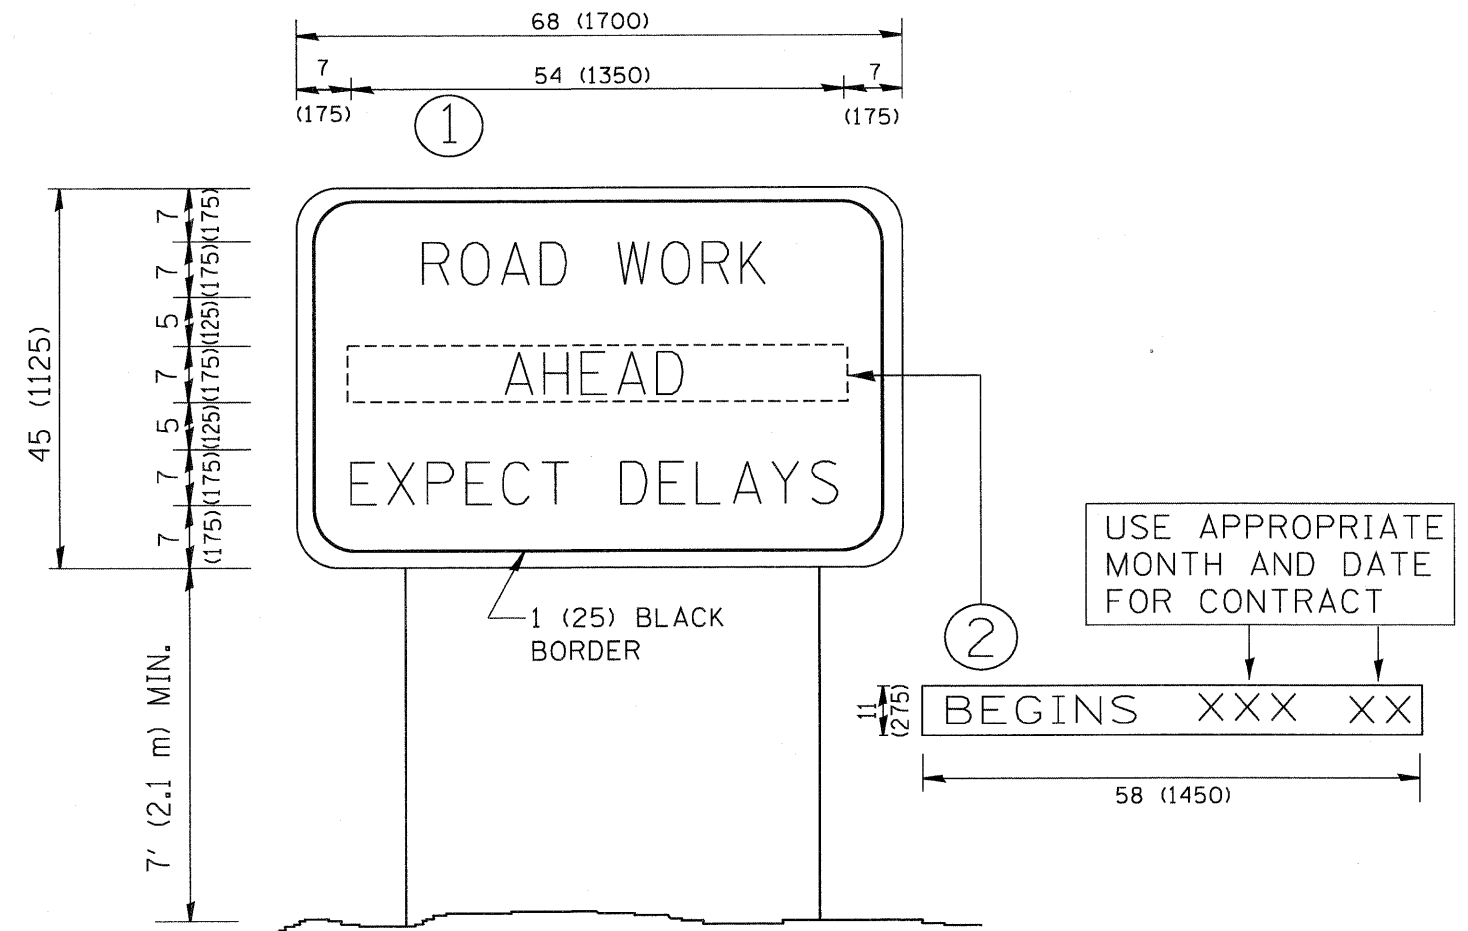 68 (1700)
7
54 (1350)
7
(175)
(175)
1
45 (1125)
7
(175)
7
(175)
5
(125)
7
(175)
5
(125)
7
(175)
7
(175)
ROAD WORK
AHEAD
EXPECT DELAYS
1 (25) BLACK
BORDER
7' (2.1 m) MIN.
USE APPROPRIATE
MONTH AND DATE
FOR CONTRACT
2
11
(275)
BEGINS XXX XX
58 (1450)